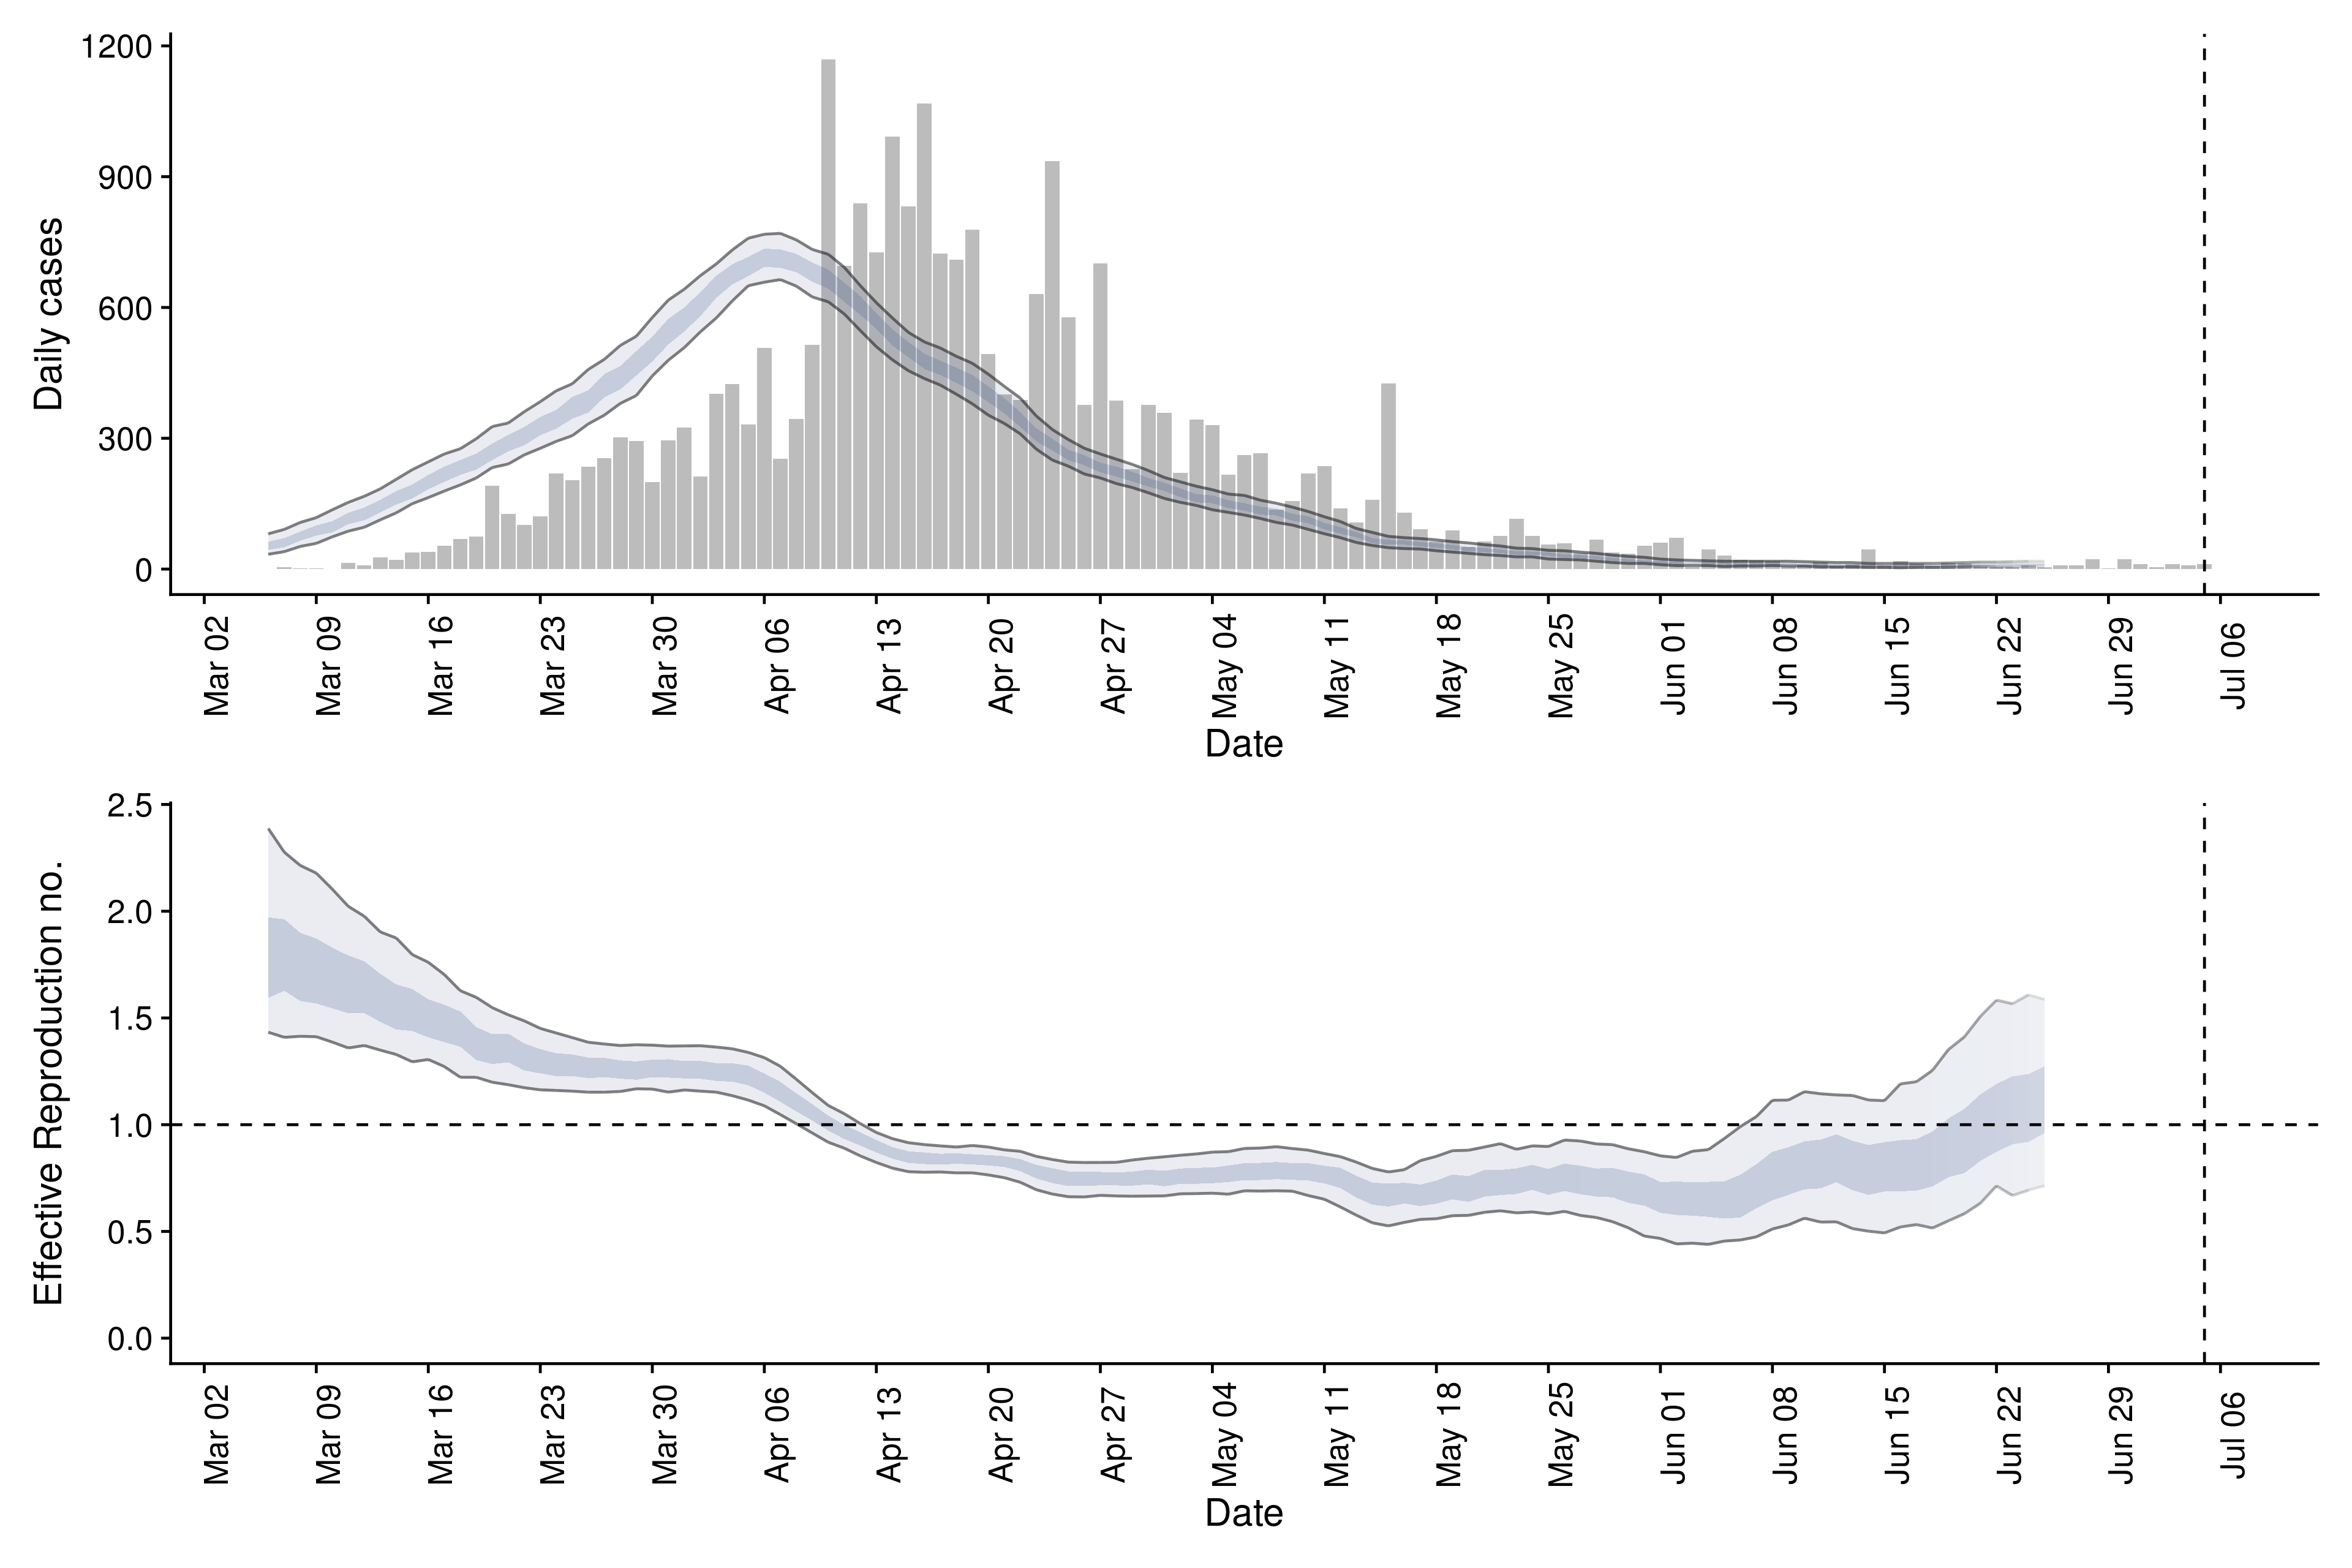 1200
900
600
300
0
Daily cases
Mar 02 Mar 09 Mar 16 Mar 23 Mar 30 Apr 06 Apr 13 Apr 20 Apr 27 May 04 May 11 May 18 May 25 Jun 01 Jun 08 Jun 15 Jun 22 Jun 29 Jul 06
Date
2.5
2.0
1.5
1.0
0.5
0.0
Effective Reproduction no.
Mar 02 Mar 09 Mar 16 Mar 23 Mar 30 Apr 06 Apr 13 Apr 20 Apr 27 May 04 May 11 May 18 May 25 Jun 01 Jun 08 Jun 15 Jun 22 Jun 29 Jul 06
Date